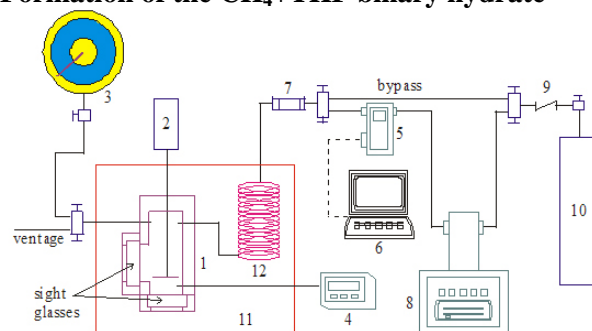 Formation of the CH4+THF binary hydrate
3
2
7
bypass
9
5
10
6
ventage
1
12
sight
glasses
4
8
11